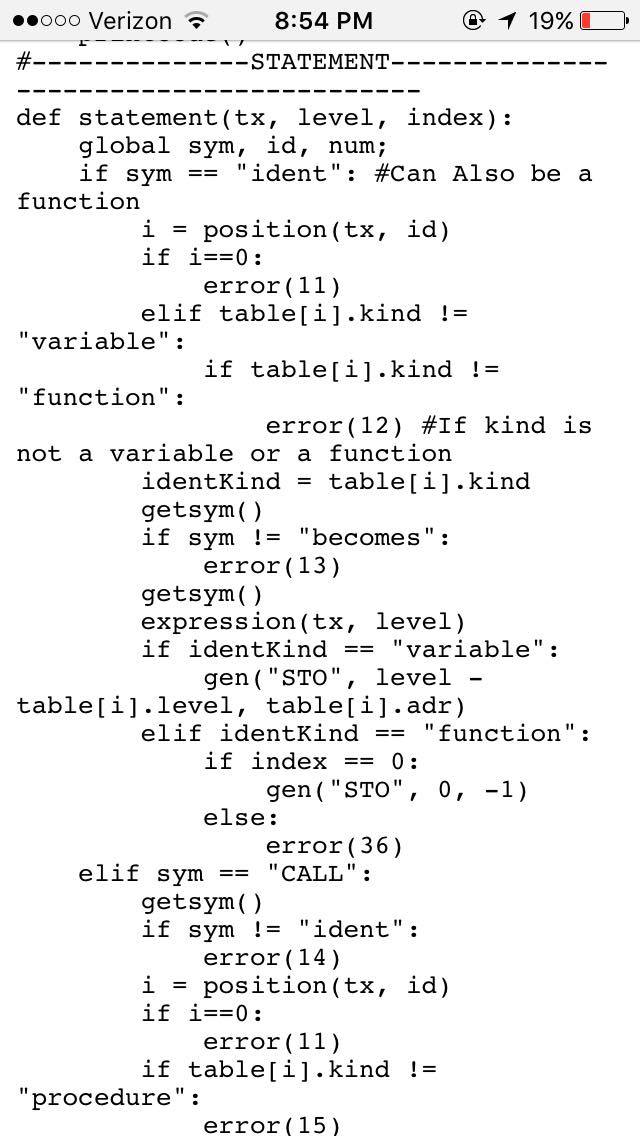 Verizon 8:54 PM 19%
#--------------STATEMENT--------------
--------------------------
def statement(tx, level, index):
    global sym, id, num;
    if sym == "ident": #Can Also be a
function
        i = position(tx, id)
        if i==0:
            error(11)
        elif table[i].kind !=
"variable":
            if table[i].kind !=
"function":
                error(12) #If kind is
not a variable or a function
        identKind = table[i].kind
        getsym()
        if sym != "becomes":
            error(13)
        getsym()
        expression(tx, level)
        if identKind == "variable":
            gen("STO", level -
table[i].level, table[i].adr)
        elif identKind == "function":
            if index == 0:
                gen("STO", 0, -1)
            else:
                error(36)
    elif sym == "CALL":
        getsym()
        if sym != "ident":
            error(14)
        i = position(tx, id)
        if i==0:
            error(11)
        if table[i].kind !=
"procedure":
            error(15)